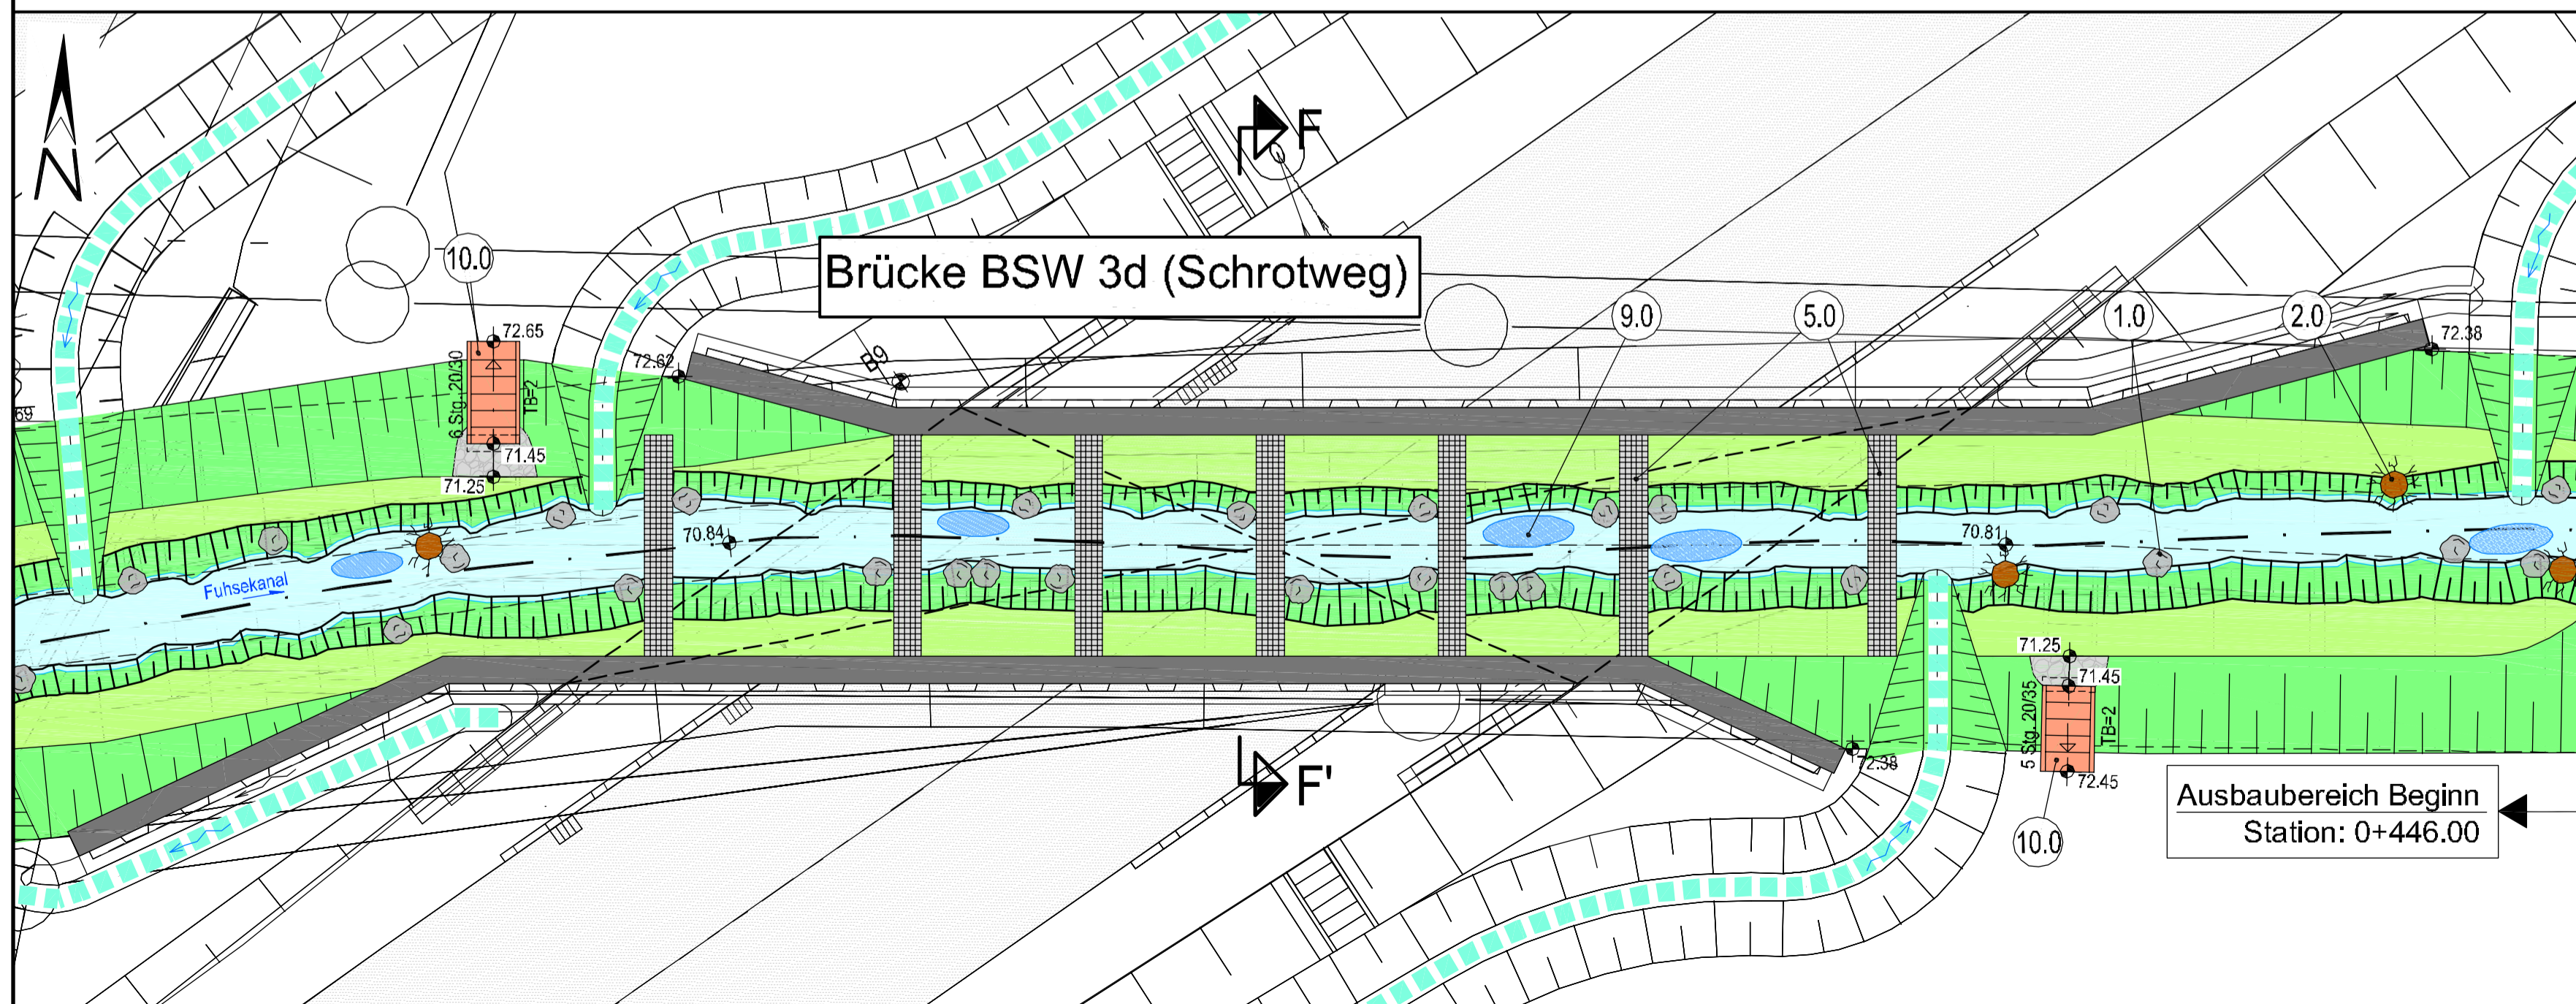 N
F
10.0
Brücke BSW 3d (Schrotweg)
9.0
5.0
1.0
2.0
72.65
72.62
B9
72.38
6 Stg. 20/30
TB=2
69
71.45
71.25
70.84
70.81
Fuhsekanal
71.25
71.45
5 Stg. 20/35
TB=2
72.38
72.45
F'
10.0
Ausbaubereich Beginn
Station: 0+446.00